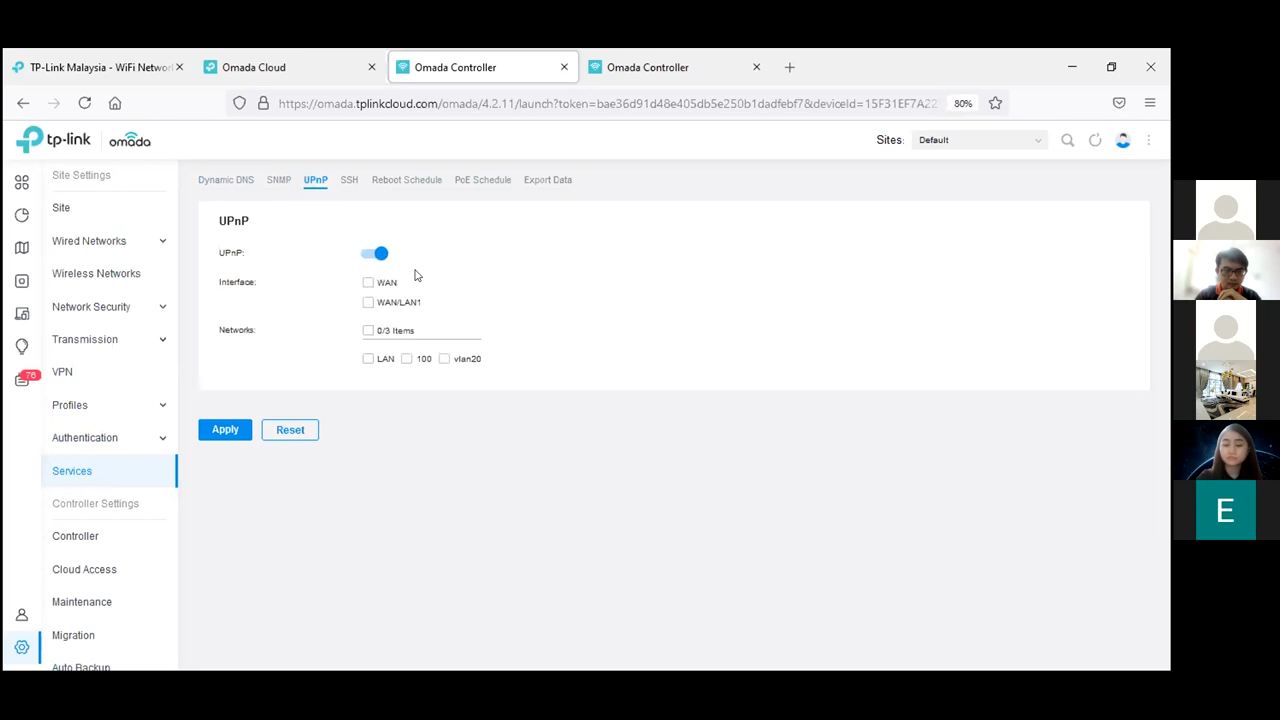 TP-Link Malaysia - WiFi Network
Omada Cloud
Omada Controller
Omada Controller
https://omada.tplinkcloud.com/omada/4.2.11/launch?token=bae36d91d48e405db5e250b1dadfebf7&deviceId=15F31EF7A22
80%
tp-link
omada
Sites:
Default
Site Settings
Dynamic DNS
SNMP
UPnP
SSH
Reboot Schedule
PoE Schedule
Export Data
Site
Wired Networks
Wireless Networks
Network Security
Transmission
VPN
76
Profiles
Authentication
Services
Controller Settings
Controller
Cloud Access
Maintenance
Migration
Auto Backup
UPnP
UPnP:
Interface:
WAN
WAN/LAN1
Networks:
0/3 Items
LAN
100
vlan20
Apply
Reset
E